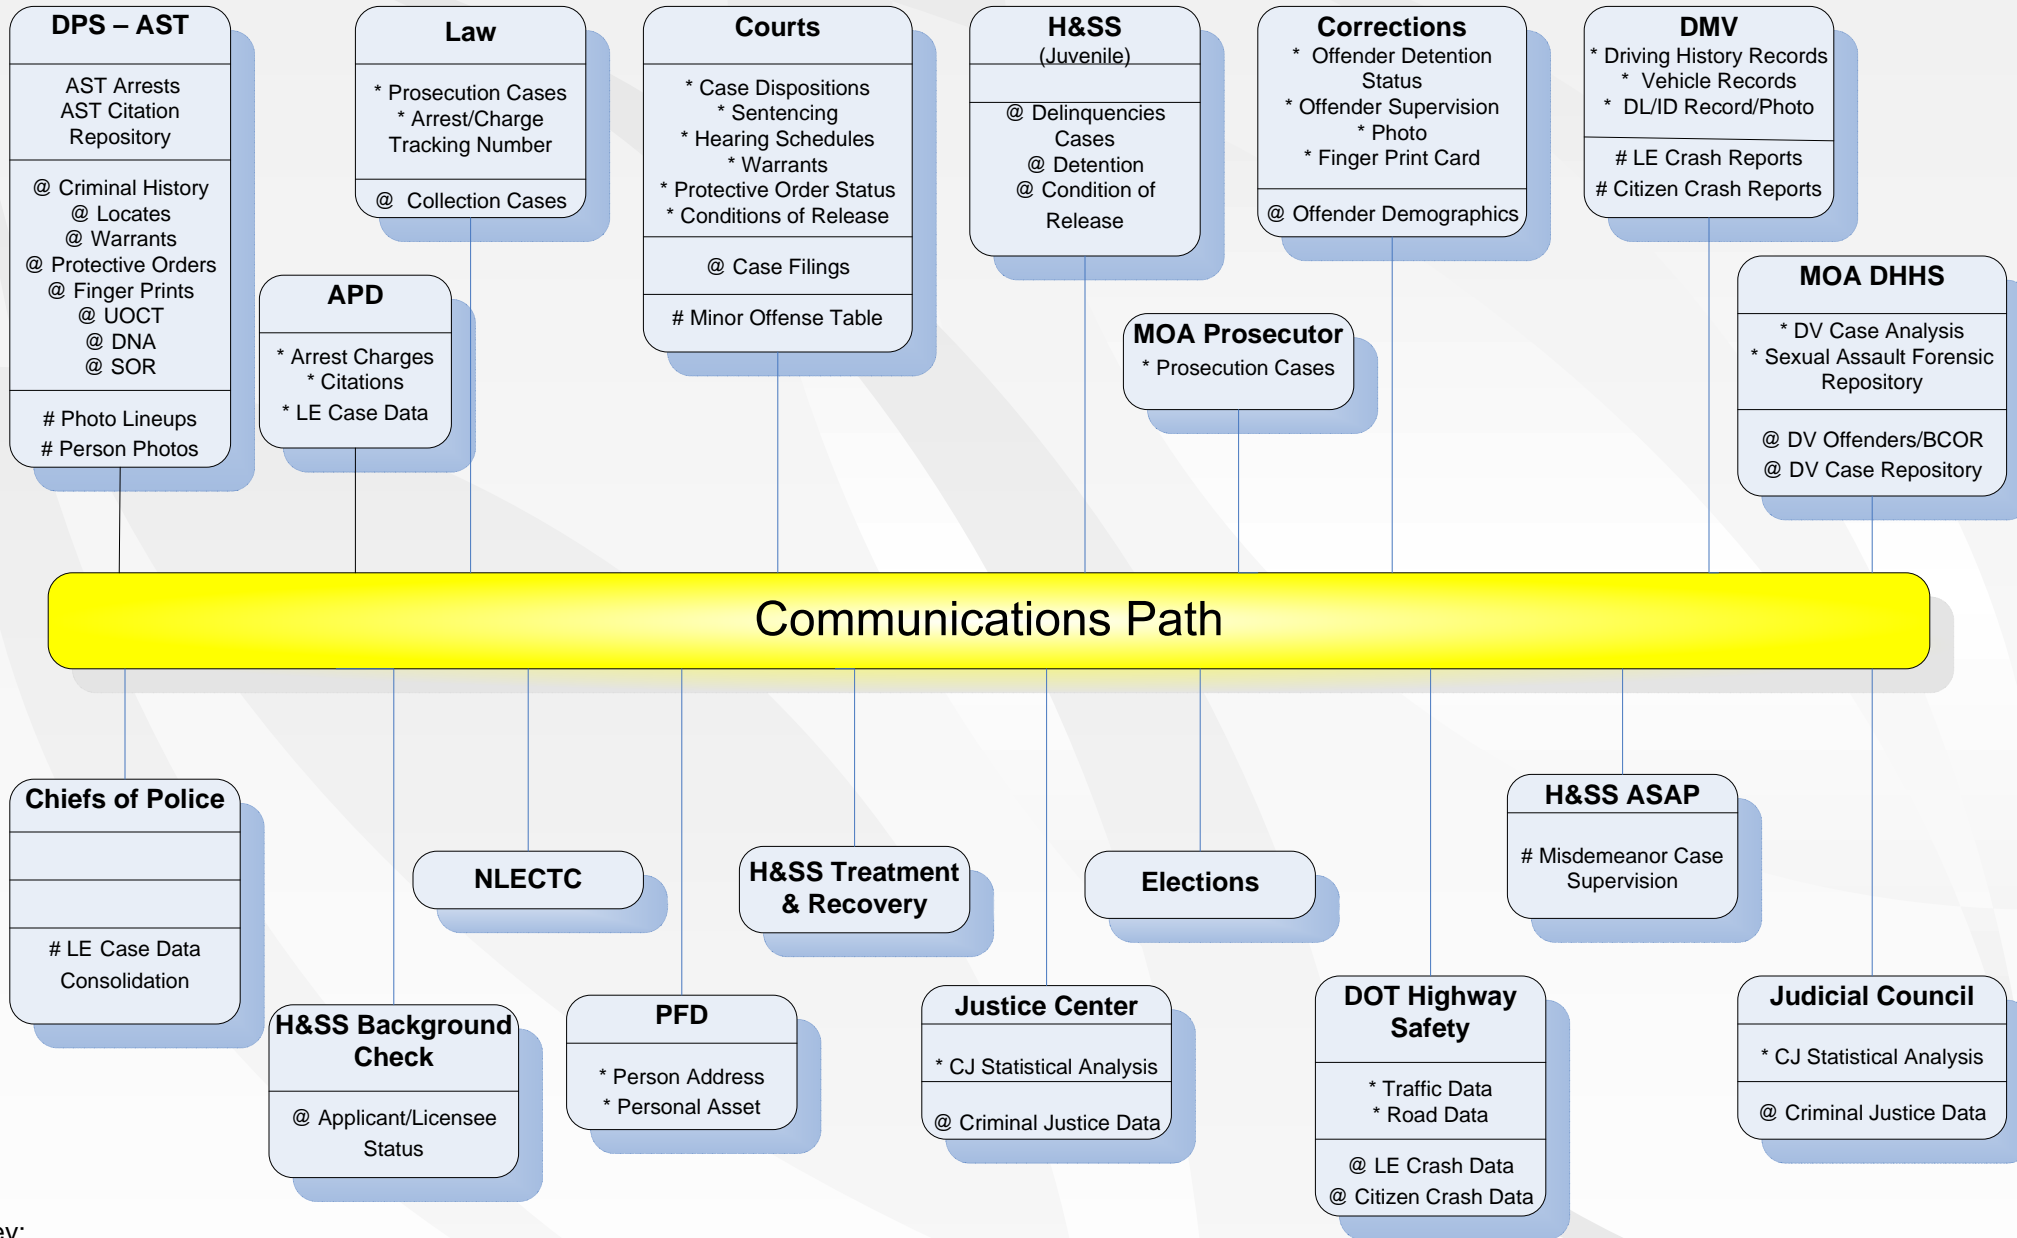 DPS – AST
AST Arrests
AST Citation
Repository
@ Criminal History
@ Locates
@ Warrants
@ Protective Orders
@ Finger Prints
@ UOCT
@ DNA
@ SOR
# Photo Lineups
# Person Photos
APD
* Arrest Charges
* Citations
* LE Case Data
Law
* Prosecution Cases
* Arrest/Charge
Tracking Number
@ Collection Cases
Courts
* Case Dispositions
* Sentencing
* Hearing Schedules
* Warrants
* Protective Order Status
* Conditions of Release
@ Case Filings
# Minor Offense Table
H&SS
(Juvenile)
@ Delinquencies
Cases
@ Detention
@ Condition of
Release
MOA Prosecutor
* Prosecution Cases
Corrections
* Offender Detention
Status
* Offender Supervision
* Photo
* Finger Print Card
@ Offender Demographics
DMV
* Driving History Records
* Vehicle Records
* DL/ID Record/Photo
# LE Crash Reports
# Citizen Crash Reports
MOA DHHS
* DV Case Analysis
* Sexual Assault Forensic
Repository
@ DV Offenders/BCOR
@ DV Case Repository
Communications Path
Chiefs of Police
# LE Case Data
Consolidation
H&SS Background
Check
@ Applicant/Licensee
Status
NLECTC
PFD
* Person Address
* Personal Asset
H&SS Treatment
& Recovery
Justice Center
* CJ Statistical Analysis
@ Criminal Justice Data
Elections
DOT Highway
Safety
* Traffic Data
* Road Data
@ LE Crash Data
@ Citizen Crash Data
H&SS ASAP
# Misdemeanor Case
Supervision
Judicial Council
* CJ Statistical Analysis
@ Criminal Justice Data